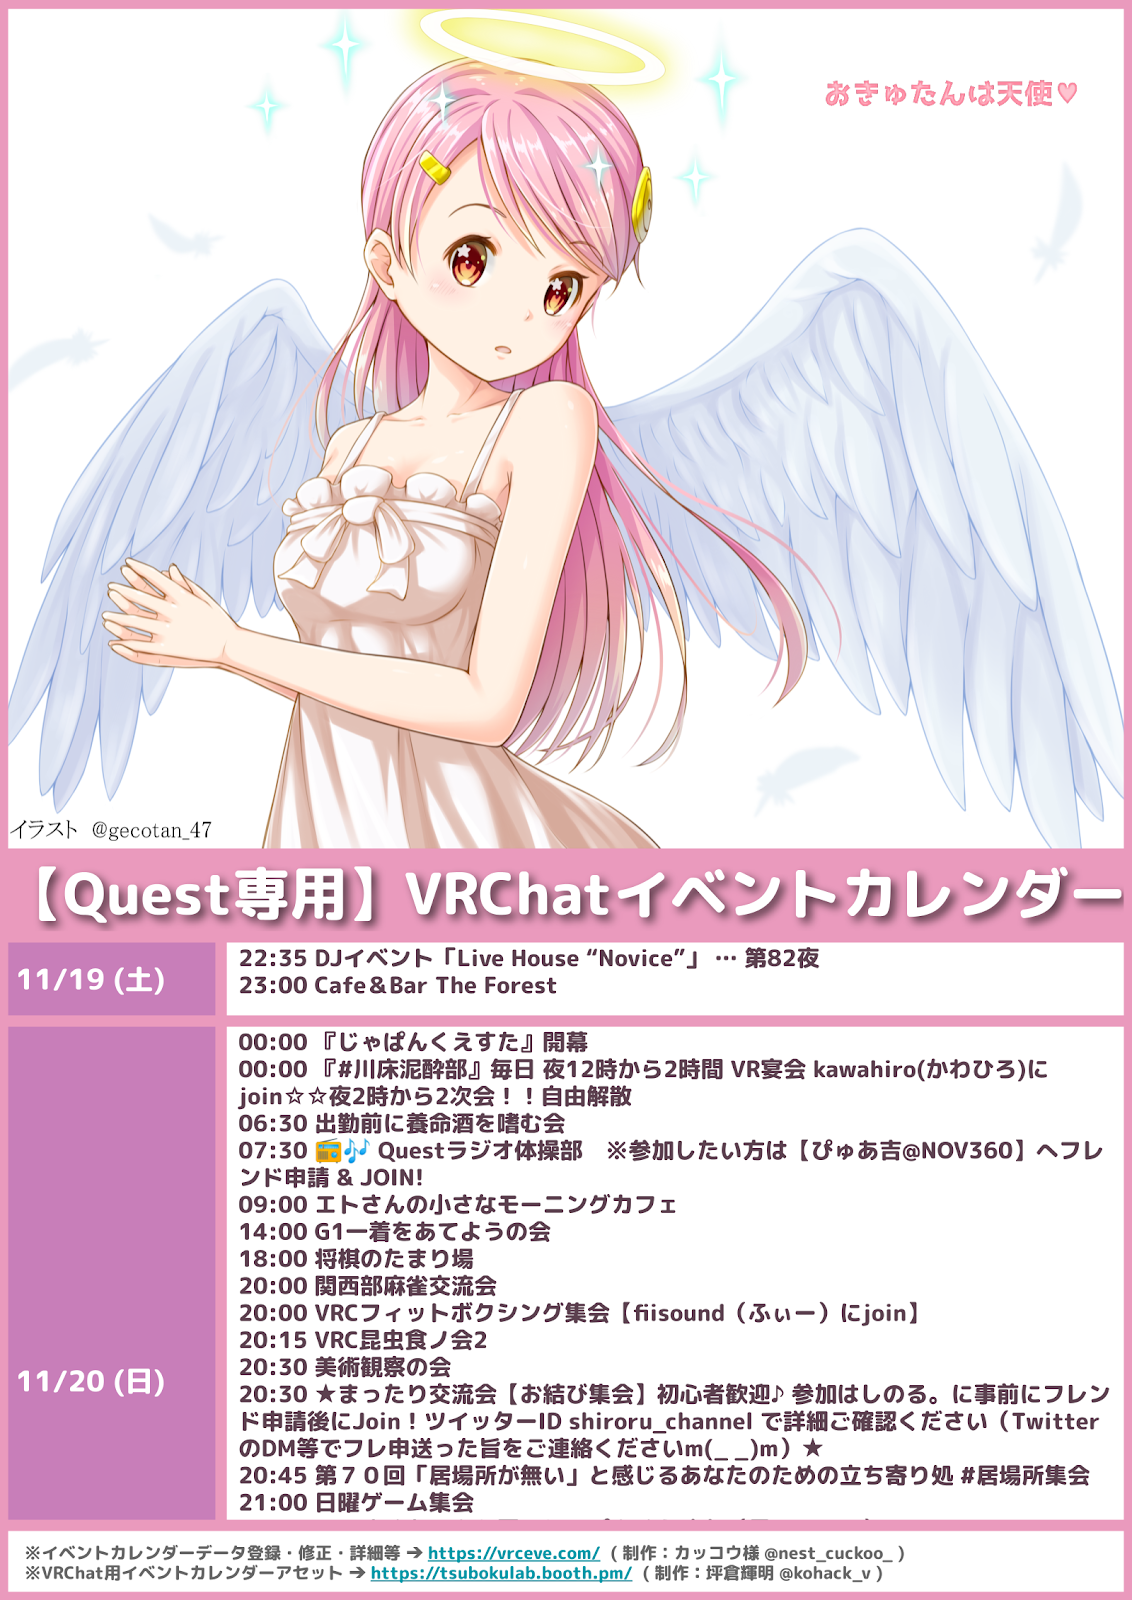 おきゅたんは天使♥
イラスト @gecotan_47
【Quest専用】VRChatイベントカレンダー
11/19 (土)
22:35 DJイベント「Live House “Novice”」 … 第82夜
23:00 Cafe＆Bar The Forest
11/20 (日)
00:00 『じゃぱんくえすた』開幕
00:00 『#川床泥酔部』毎日 夜12時から2時間 VR宴会 kawahiro(かわひろ)に
join☆☆夜2時から2次会！！自由解散
06:30 出勤前に養命酒を嗜む会
07:30 📻🎶 Questラジオ体操部　※参加したい方は【ぴゅあ吉@NOV360】へフレ
ンド申請 & JOIN!
09:00 エトさんの小さなモーニングカフェ
14:00 G1一着をあてようの会
18:00 将棋のたまり場
20:00 関西部麻雀交流会
20:00 VRCフィットボクシング集会【fiisound（ふぃー）にjoin】
20:15 VRC昆虫食ノ会2
20:30 美術観察の会
20:30 ★まったり交流会【お結び集会】初心者歓迎♪ 参加はしのる。に事前にフレン
ド申請後にJoin！ツイッターID shiroru_channel で詳細ご確認ください（Twitter
のDM等でフレ申送った旨をご連絡くださいm(_ _)m）★
20:45 第７０回「居場所が無い」と感じるあなたのための立ち寄り処 #居場所集会
21:00 日曜ゲーム集会
※イベントカレンダーデータ登録・修正・詳細等 ➔ https://vrceve.com/ ( 制作：カッコウ様 @nest_cuckoo_ )
※VRChat用イベントカレンダーアセット ➔ https://tsubokulab.booth.pm/ ( 制作：坪倉輝明 @kohack_v )